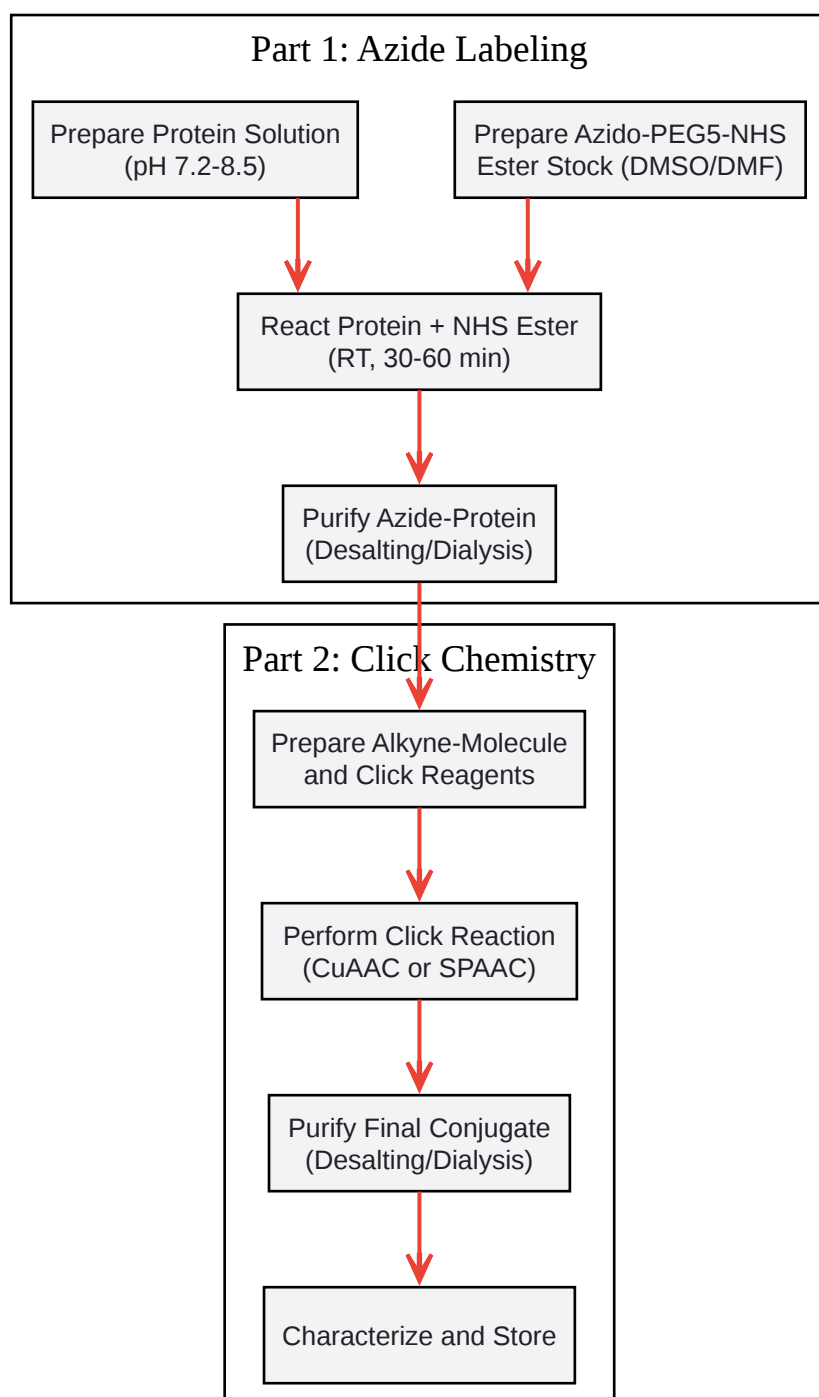 Part 1: Azide Labeling
Prepare Protein Solution
(pH 7.2-8.5)
Prepare Azido-PEG5-NHS
Ester Stock (DMSO/DMF)
React Protein + NHS Ester
(RT, 30-60 min)
Purify Azide-Protein
(Desalting/Dialysis)
Part 2: Click Chemistry
Prepare Alkyne-Molecule
and Click Reagents
Perform Click Reaction
(CuAAC or SPAAC)
Purify Final Conjugate
(Desalting/Dialysis)
Characterize and Store